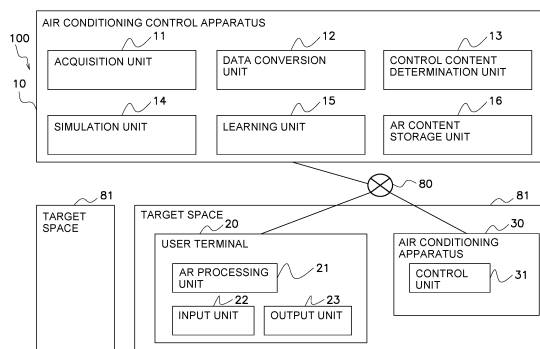 AIR CONDITIONING CONTROL APPARATUS
100
10
11
12
13
ACQUISITION UNIT
DATA CONVERSION
UNIT
CONTROL CONTENT
DETERMINATION UNIT
14
15
16
SIMULATION UNIT
LEARNING UNIT
AR CONTENT
STORAGE UNIT
80
81
81
TARGET
SPACE
TARGET SPACE
20
30
USER TERMINAL
AIR CONDITIONING
APPARATUS
AR PROCESSING
UNIT
21
CONTROL
UNIT
31
22
23
INPUT UNIT
OUTPUT UNIT